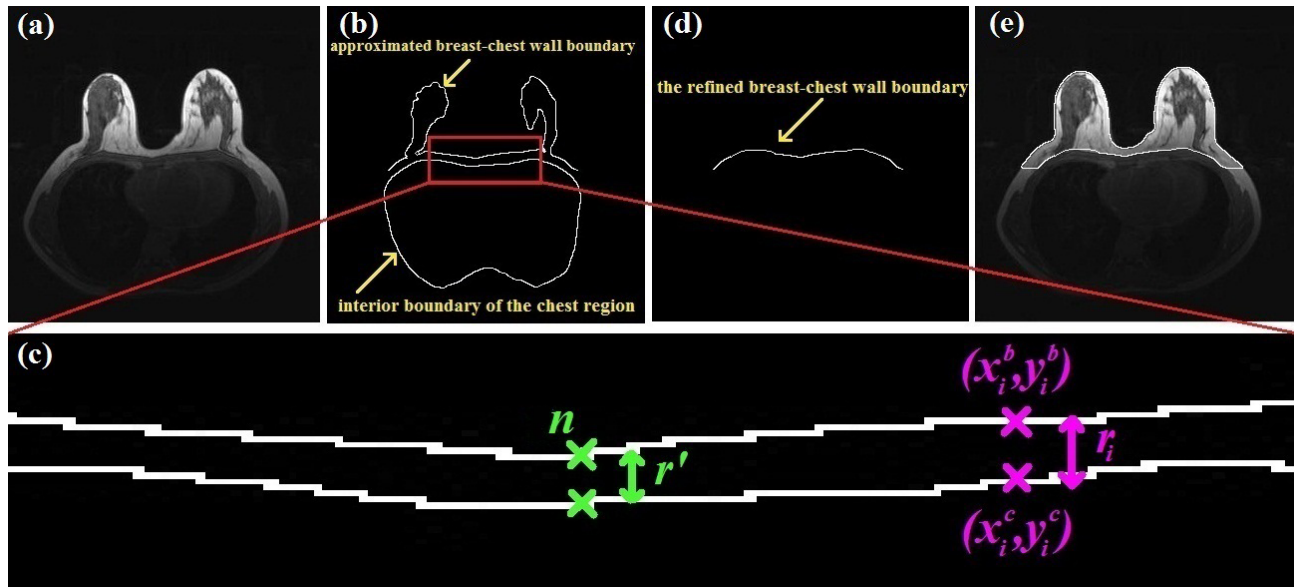 (a)
(b)
approximated breast-chest wall boundary
interior boundary of the chest region
(d)
the refined breast-chest wall boundary
(e)
(c)
n
r'
(x_i^b, y_i^b)
r_i
(x_i^c, y_i^c)